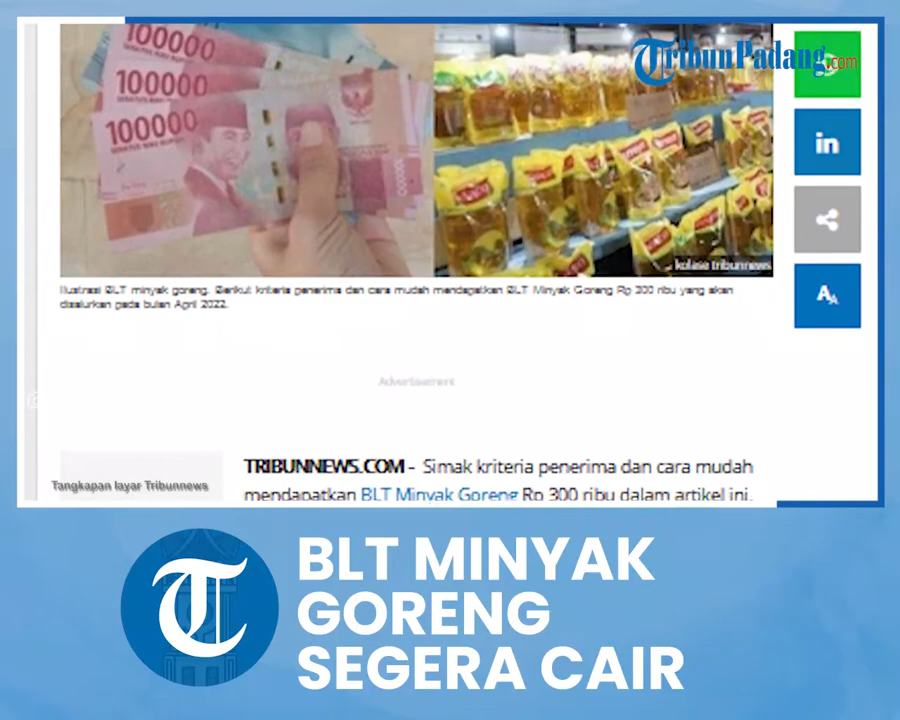 100000
100000
100000
TribunPadang.com
in
kolase tribunnews
Ilustrasi BLT minyak goreng. Berikut kriteria penerima dan cara mudah mendapatkan BLT Minyak Goreng Rp 300 ribu yang akan
disalurkan pada bulan April 2022.
A A
Advertisement
TRIBUNNEWS.COM - Simak kriteria penerima dan cara mudah
mendapatkan BLT Minyak Goreng Rp 300 ribu dalam artikel ini.
Tangkapan layar Tribunnews
T
BLT MINYAK
GORENG
SEGERA CAIR